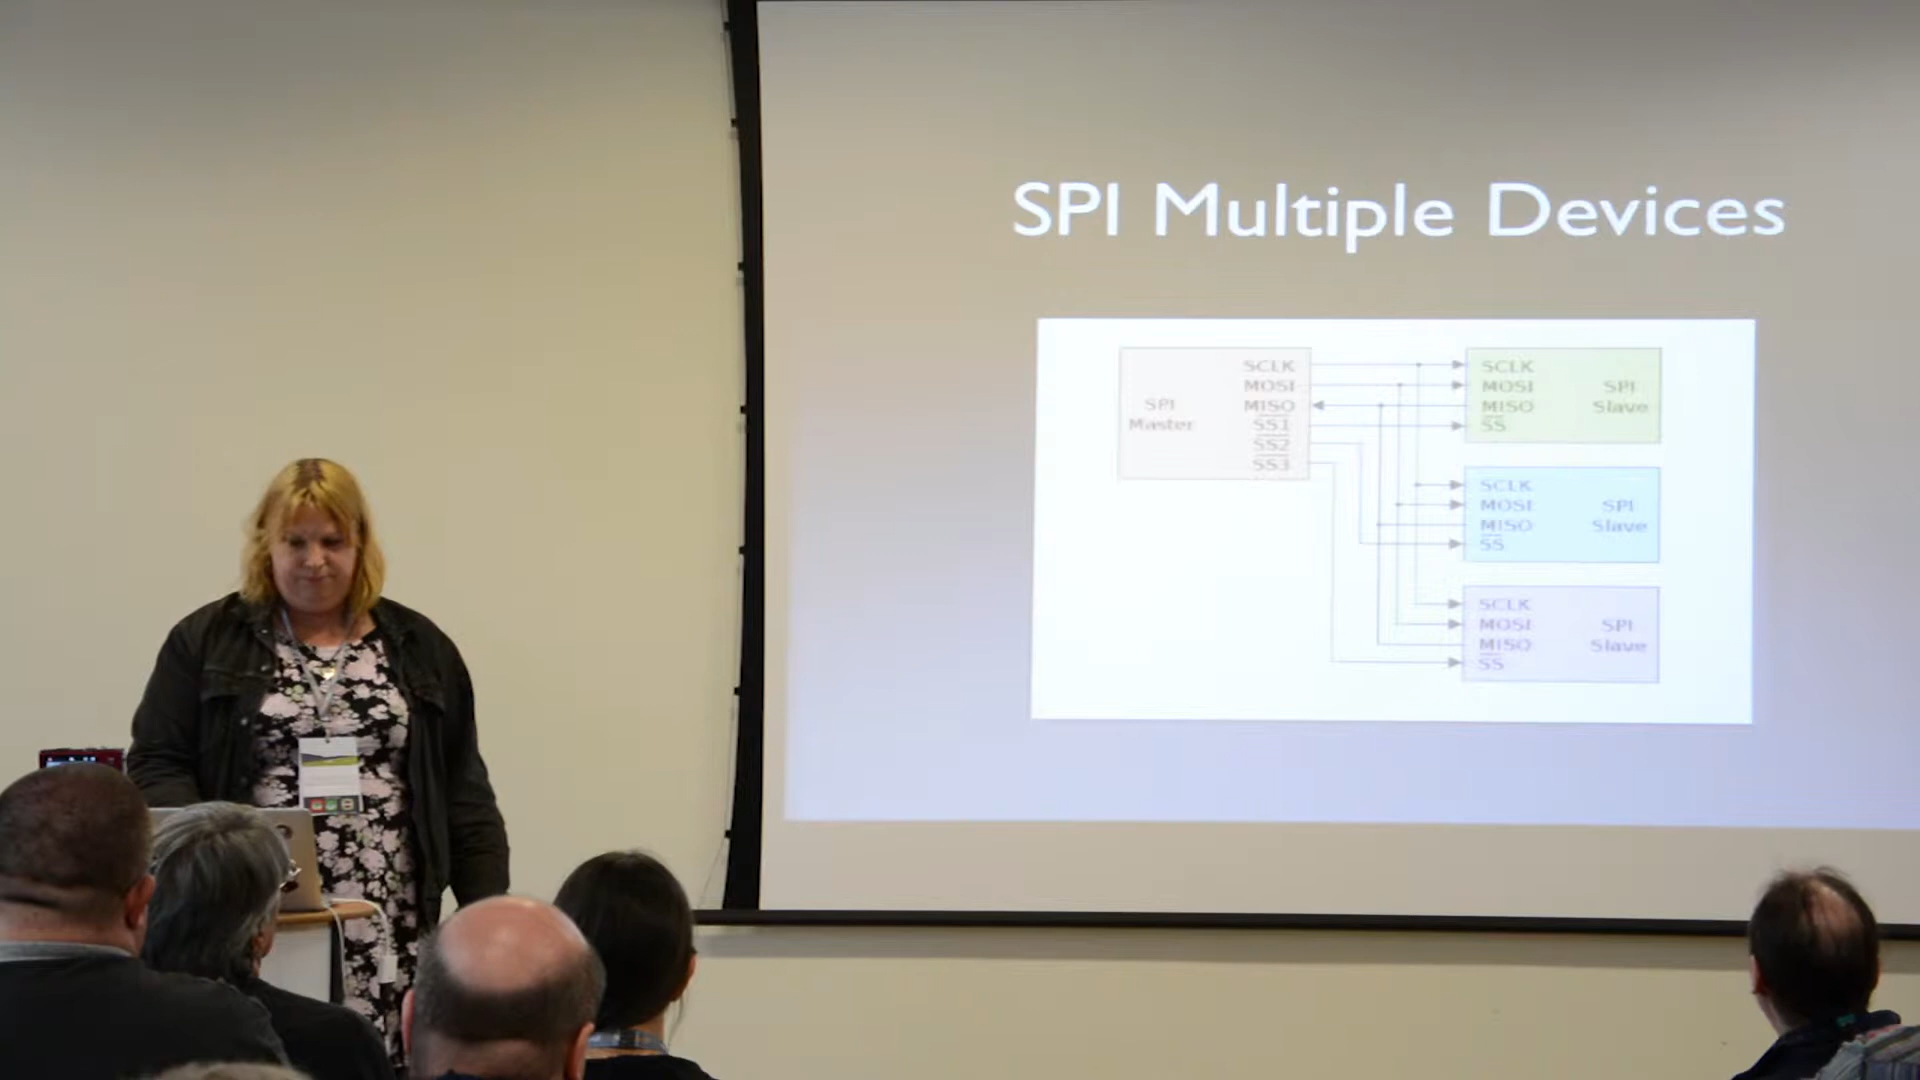 SPI Multiple Devices
SPI
Master
SCLK
MOSI
MISO
SS1
SS2
SS3
SCLK
MOSI
MISO
SS
SPI
Slave
SCLK
MOSI
MISO
SS
SPI
Slave
SCLK
MOSI
MISO
SS
SPI
Slave